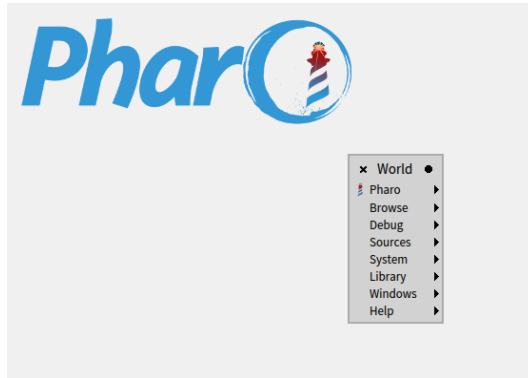 Pharo
World
Pharo
Browse
Debug
Sources
System
Library
Windows
Help